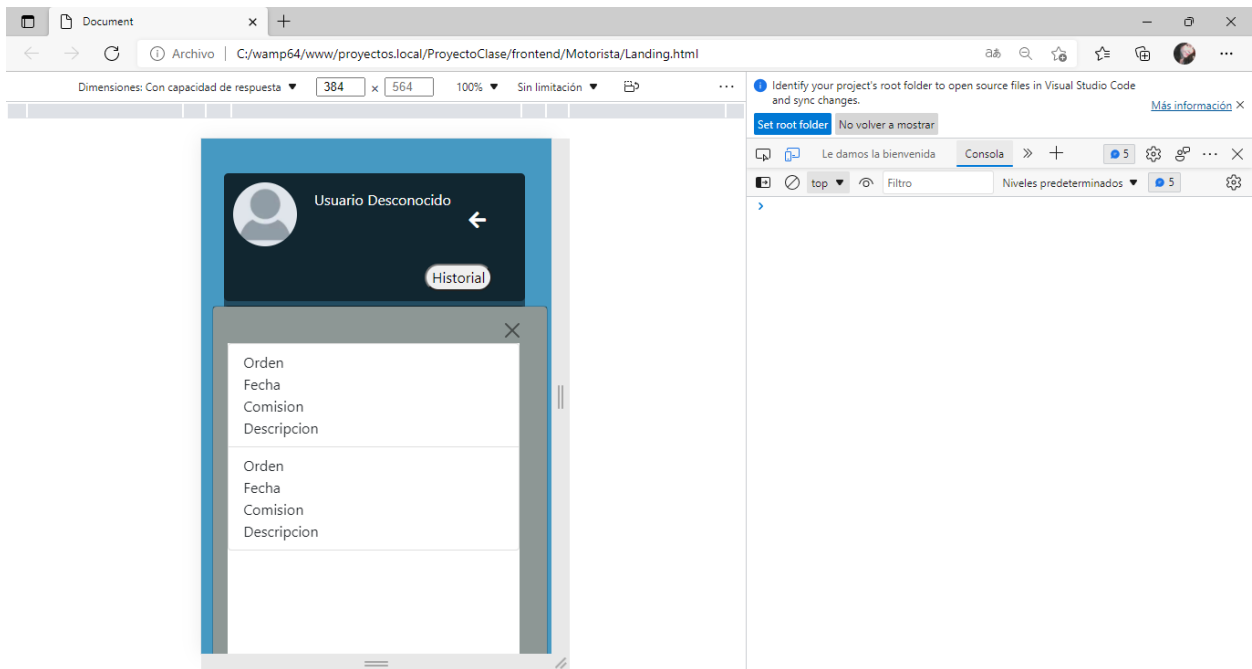 Document
Archivo
C:/wamp64/www/proyectos.local/ProyectoClase/frontend/Motorista/Landing.html
Dimensiones: Con capacidad de respuesta ▼ 384 × 564 100% ▼ Sin limitación ▼
Usuario Desconocido
Historial
Orden
Fecha
Comision
Descripcion
Orden
Fecha
Comision
Descripcion
Identify your project's root folder to open source files in Visual Studio Code
and sync changes.
Más información
Set root folder No volver a mostrar
Le damos la bienvenida Consola 5
top ▼ Filtro Niveles predeterminados ▼ 5